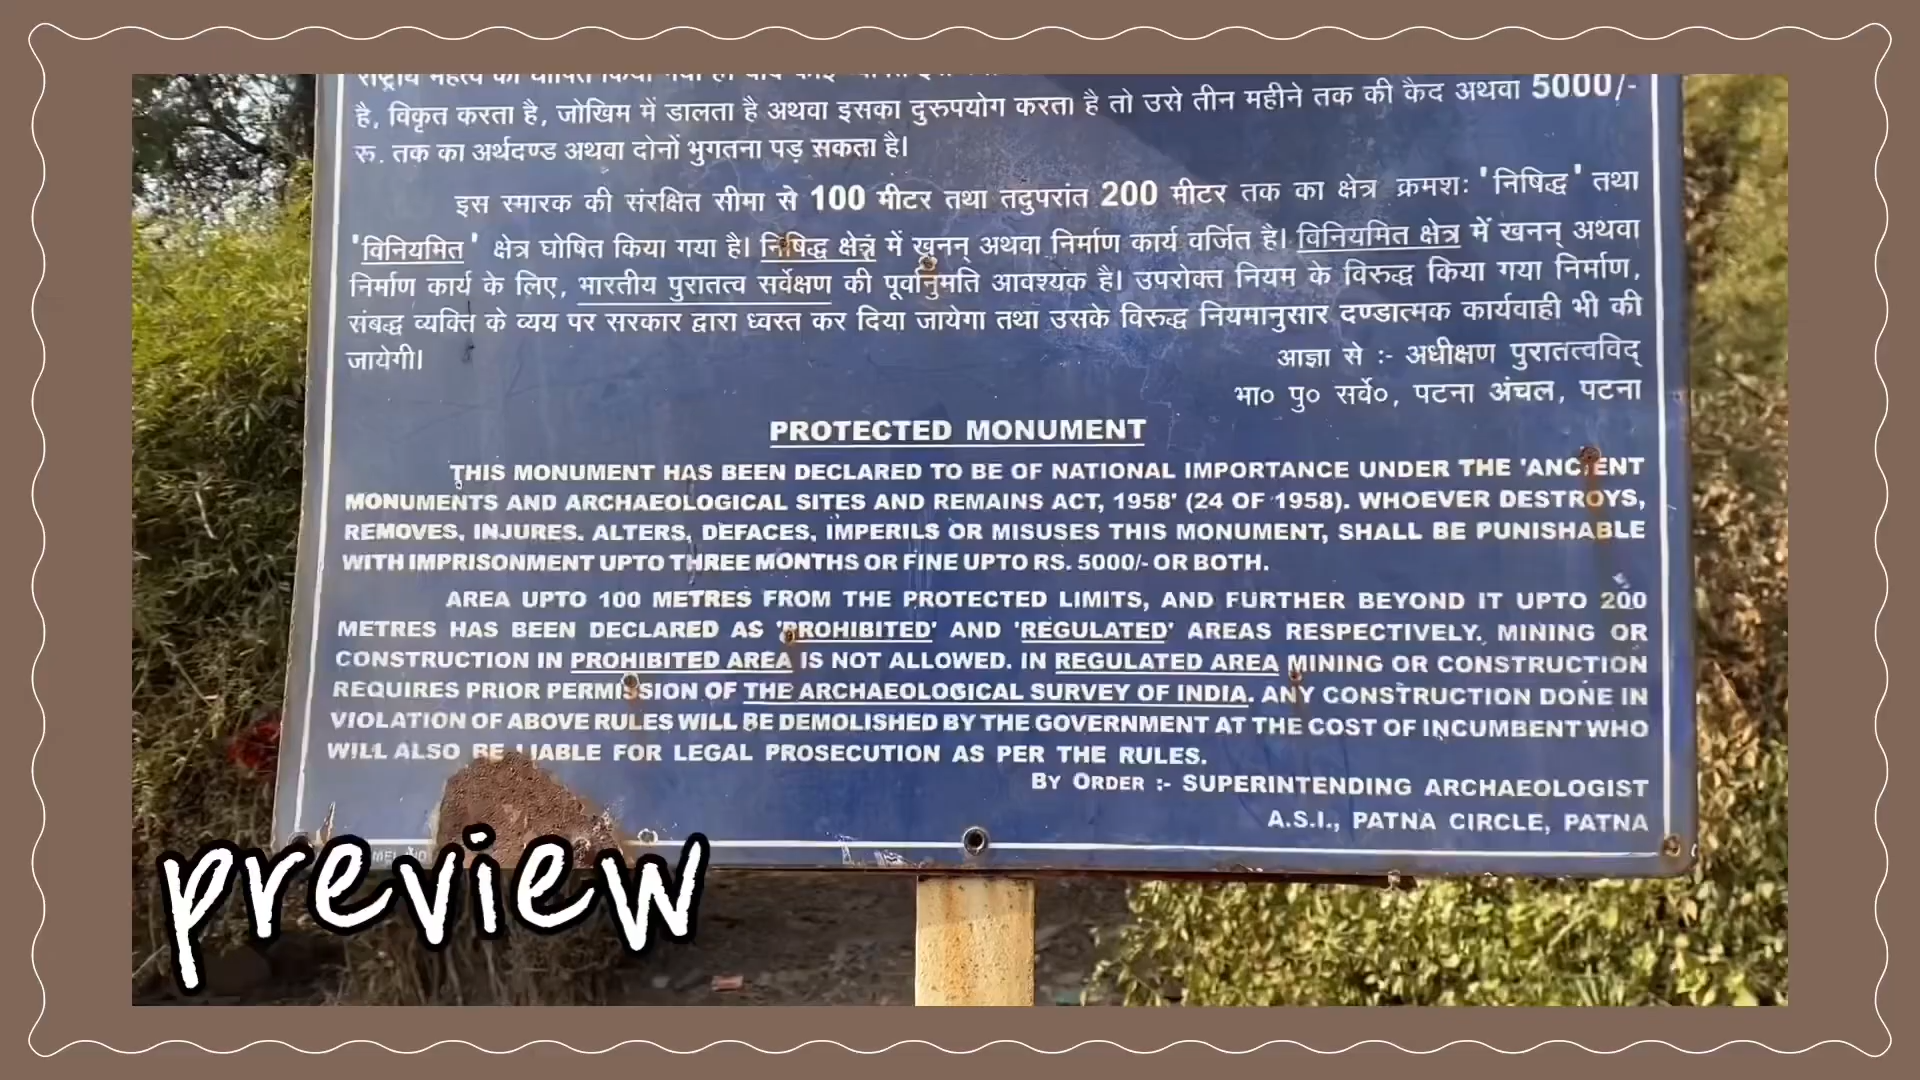 राष्ट्रीय महत्व का घोषित किया गया है। यदि कोई
है, विकृत करता है, जोखिम में डालता है अथवा इसका दुरुपयोग करता है तो उसे तीन महीने तक की कैद अथवा 5000/-
रु. तक का अर्थदण्ड अथवा दोनों भुगतना पड़ सकता है।
इस स्मारक की संरक्षित सीमा से 100 मीटर तथा तदुपरांत 200 मीटर तक का क्षेत्र क्रमशः 'निषिद्ध' तथा
'विनियमित' क्षेत्र घोषित किया गया है। निषिद्ध क्षेत्र में खनन् अथवा निर्माण कार्य वर्जित है। विनियमित क्षेत्र में खनन् अथवा
निर्माण कार्य के लिए, भारतीय पुरातत्व सर्वेक्षण की पूर्वानुमति आवश्यक है। उपरोक्त नियम के विरुद्ध किया गया निर्माण,
संबद्ध व्यक्ति के व्यय पर सरकार द्वारा ध्वस्त कर दिया जायेगा तथा उसके विरुद्ध नियमानुसार दण्डात्मक कार्यवाही भी की
जायेगी।
आज्ञा से :- अधीक्षण पुरातत्वविद्
भा० पु० सर्वे०, पटना अंचल, पटना
PROTECTED MONUMENT
THIS MONUMENT HAS BEEN DECLARED TO BE OF NATIONAL IMPORTANCE UNDER THE 'ANCIENT
MONUMENTS AND ARCHAEOLOGICAL SITES AND REMAINS ACT, 1958' (24 OF 1958). WHOEVER DESTROYS,
REMOVES, INJURES. ALTERS, DEFACES, IMPERILS OR MISUSES THIS MONUMENT, SHALL BE PUNISHABLE
WITH IMPRISONMENT UPTO THREE MONTHS OR FINE UPTO RS. 5000/- OR BOTH.
AREA UPTO 100 METRES FROM THE PROTECTED LIMITS, AND FURTHER BEYOND IT UPTO 200
METRES HAS BEEN DECLARED AS 'PROHIBITED' AND 'REGULATED' AREAS RESPECTIVELY. MINING OR
CONSTRUCTION IN PROHIBITED AREA IS NOT ALLOWED. IN REGULATED AREA MINING OR CONSTRUCTION
REQUIRES PRIOR PERMISSION OF THE ARCHAEOLOGICAL SURVEY OF INDIA. ANY CONSTRUCTION DONE IN
VIOLATION OF ABOVE RULES WILL BE DEMOLISHED BY THE GOVERNMENT AT THE COST OF INCUMBENT WHO
WILL ALSO BE LIABLE FOR LEGAL PROSECUTION AS PER THE RULES.
BY ORDER :- SUPERINTENDING ARCHAEOLOGIST
A.S.I., PATNA CIRCLE, PATNA
preview